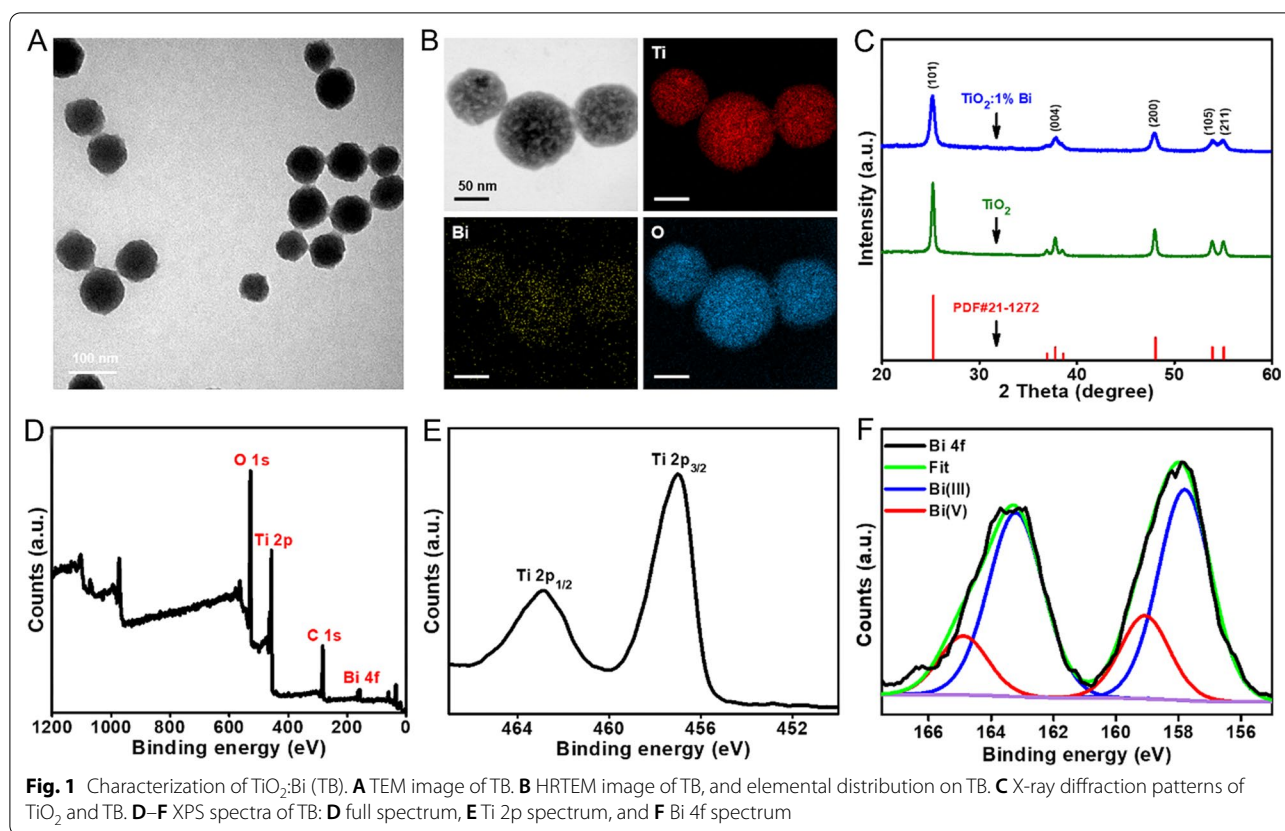 A
100 nm
B
50 nm
Ti
Bi
O
C
Intensity (a.u.)
(101)
(004)
(200)
(105)
(211)
TiO₂:1% Bi
TiO₂
PDF#21-1272
20 30 40 50 60
2 Theta (degree)
D
Counts (a.u.)
O 1s
Ti 2p
C 1s
Bi 4f
1200 1000 800 600 400 200 0
Binding energy (eV)
E
Counts (a.u.)
Ti 2p₁/₂
Ti 2p₃/₂
464 460 456 452
Binding energy (eV)
F
Counts (a.u.)
Bi 4f
Fit
Bi(III)
Bi(V)
166 164 162 160 158 156
Binding energy (eV)
Fig. 1 Characterization of TiO₂:Bi (TB). A TEM image of TB. B HRTEM image of TB, and elemental distribution on TB. C X-ray diffraction patterns of
TiO₂ and TB. D–F XPS spectra of TB: D full spectrum, E Ti 2p spectrum, and F Bi 4f spectrum